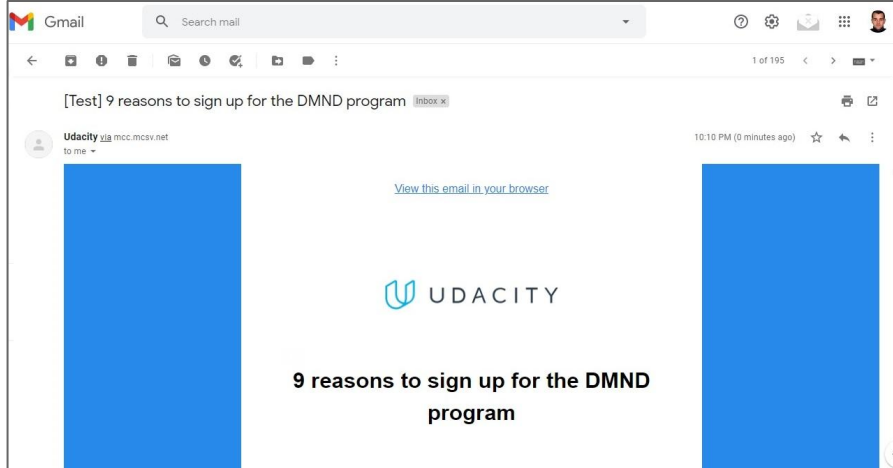 Gmail
Search mail
1 of 195
[Test] 9 reasons to sign up for the DMND program Inbox x
Udacity via mcc.mcsv.net
10:10 PM (0 minutes ago)
to me
View this email in your browser
UDACITY
9 reasons to sign up for the DMND
program